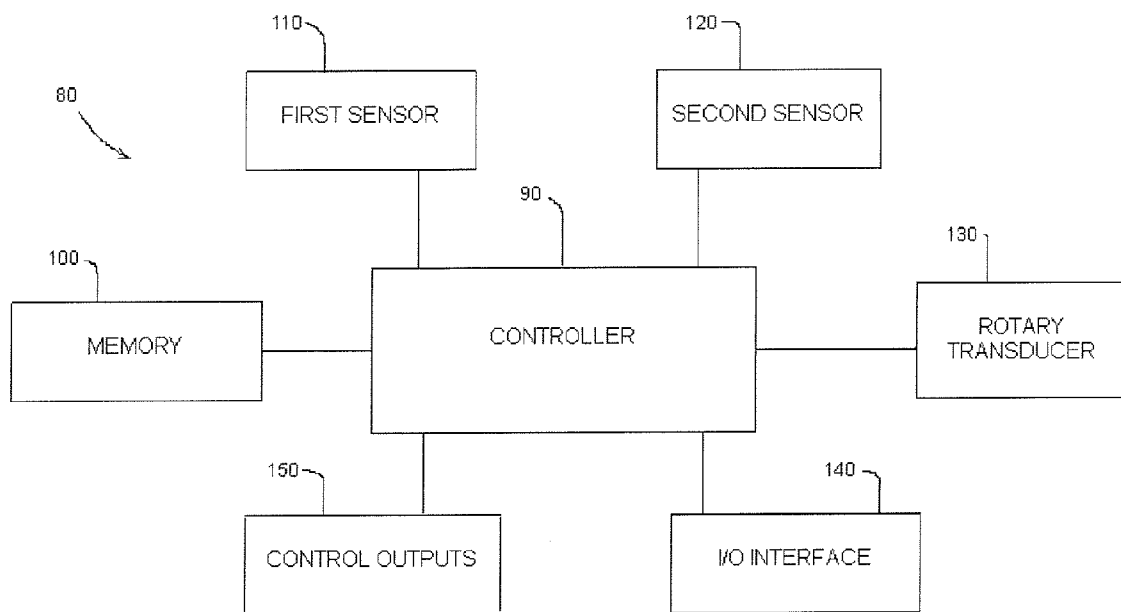 110
120
80
FIRST SENSOR
SECOND SENSOR
90
100
130
MEMORY
CONTROLLER
ROTARY
TRANSDUCER
150
140
CONTROL OUTPUTS
I/O INTERFACE